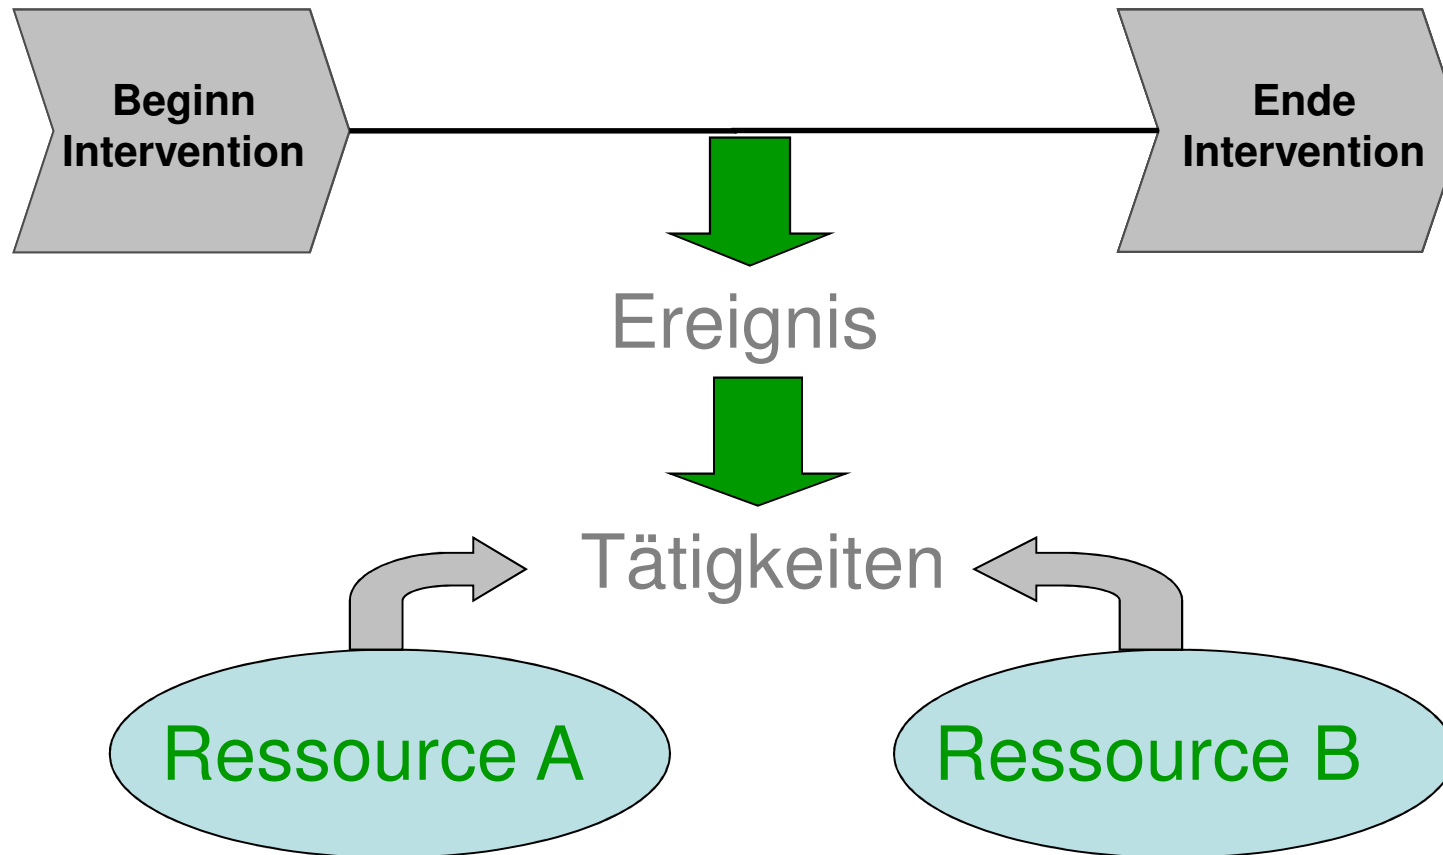 Beginn
Intervention
Ende
Intervention
Ereignis
Tätigkeiten
Ressource A
Ressource B